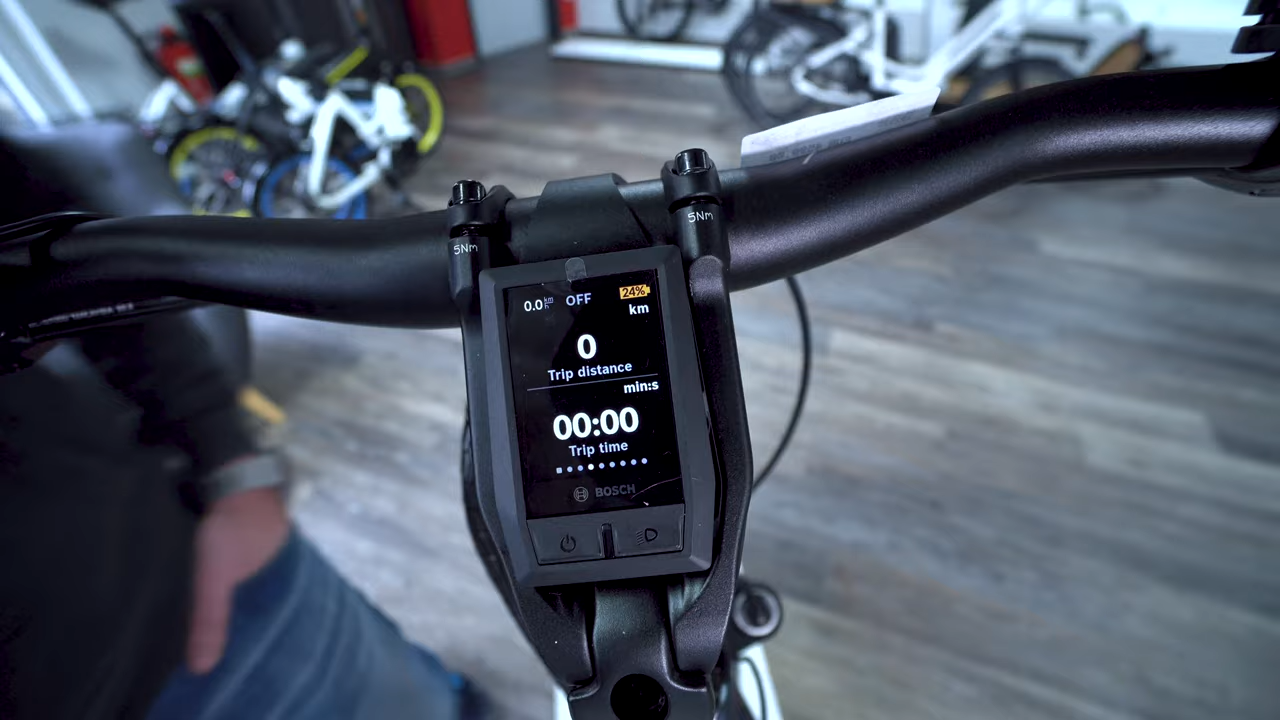 5Nm
5Nm
0.0 km/h OFF 24%
km
0
Trip distance
min:s
00:00
Trip time
BOSCH